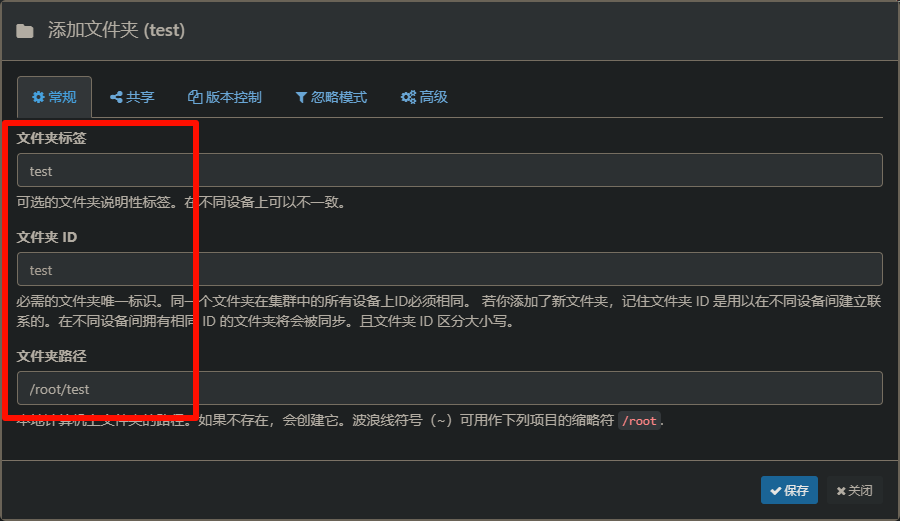 添加文件夹 (test)
常规 共享 版本控制 忽略模式 高级
文件夹标签
test
可选的文件夹说明性标签。在不同设备上可以不一致。
文件夹 ID
test
必需的文件夹唯一标识。同一个文件夹在集群中的所有设备上ID必须相同。 若你添加了新文件夹，记住文件夹 ID 是用以在不同设备间建立联
系的。在不同设备间拥有相同 ID 的文件夹将会被同步。且文件夹 ID 区分大小写。
文件夹路径
/root/test
本地计算机上文件夹的路径。如果不存在，会创建它。波浪线符号（~）可用作下列项目的缩略符 /root.
保存 关闭